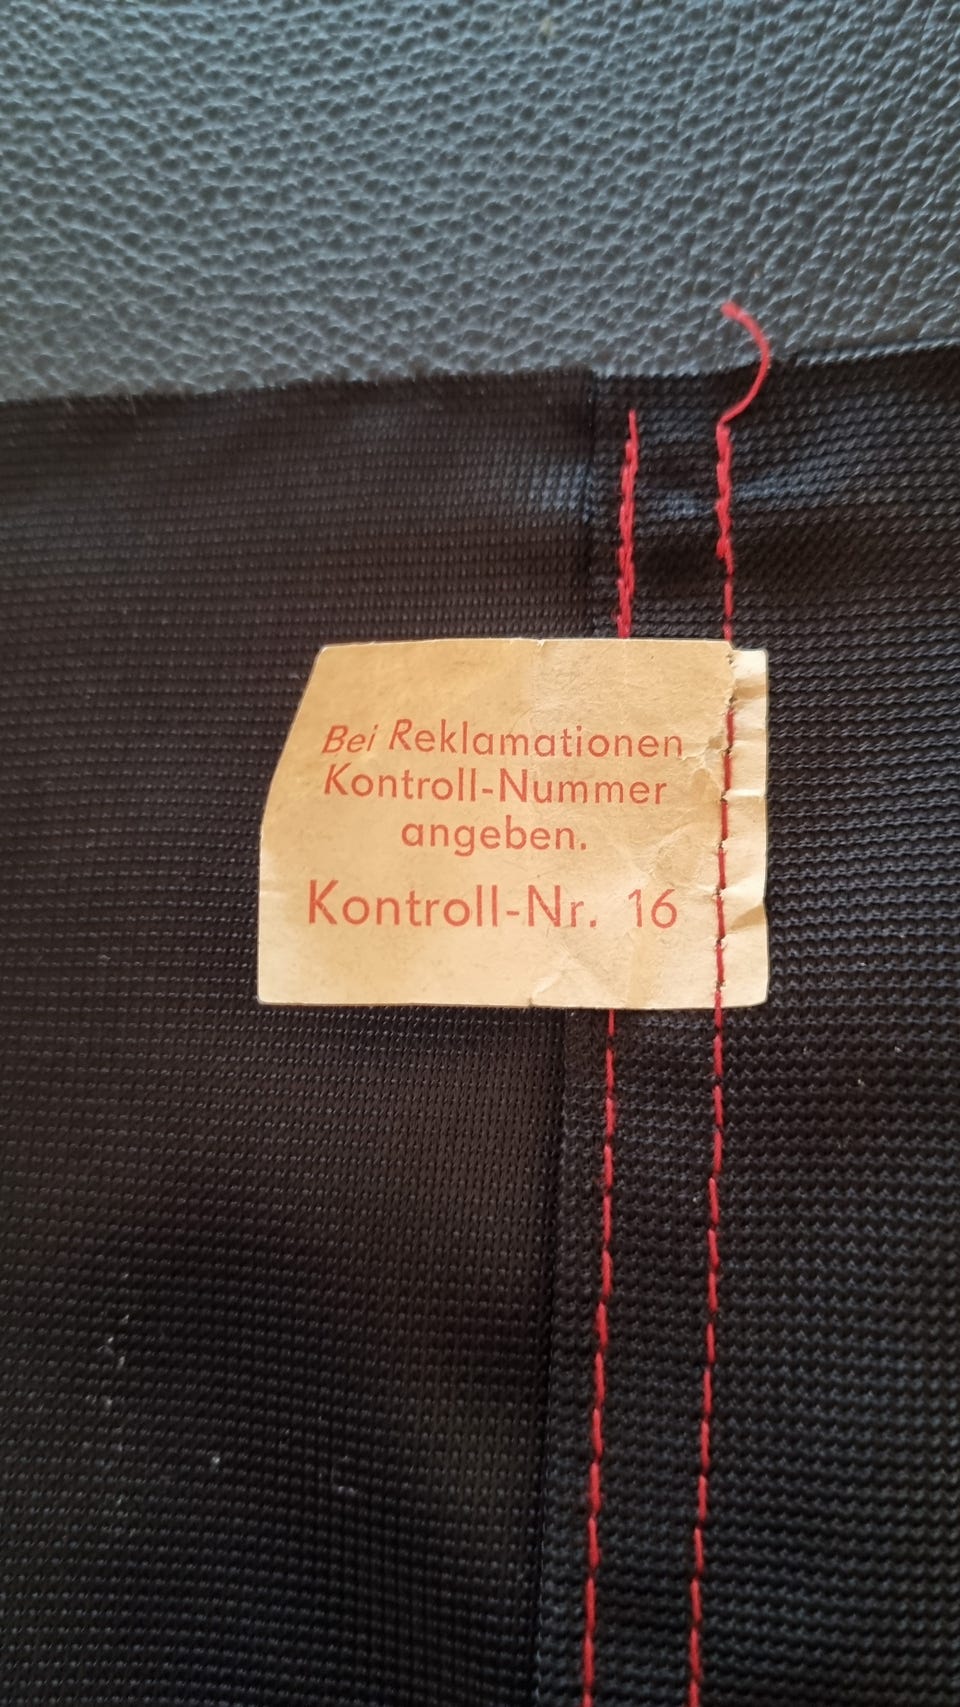 Bei Reklamationen
Kontroll-Nummer
angeben.
Kontroll-Nr. 16